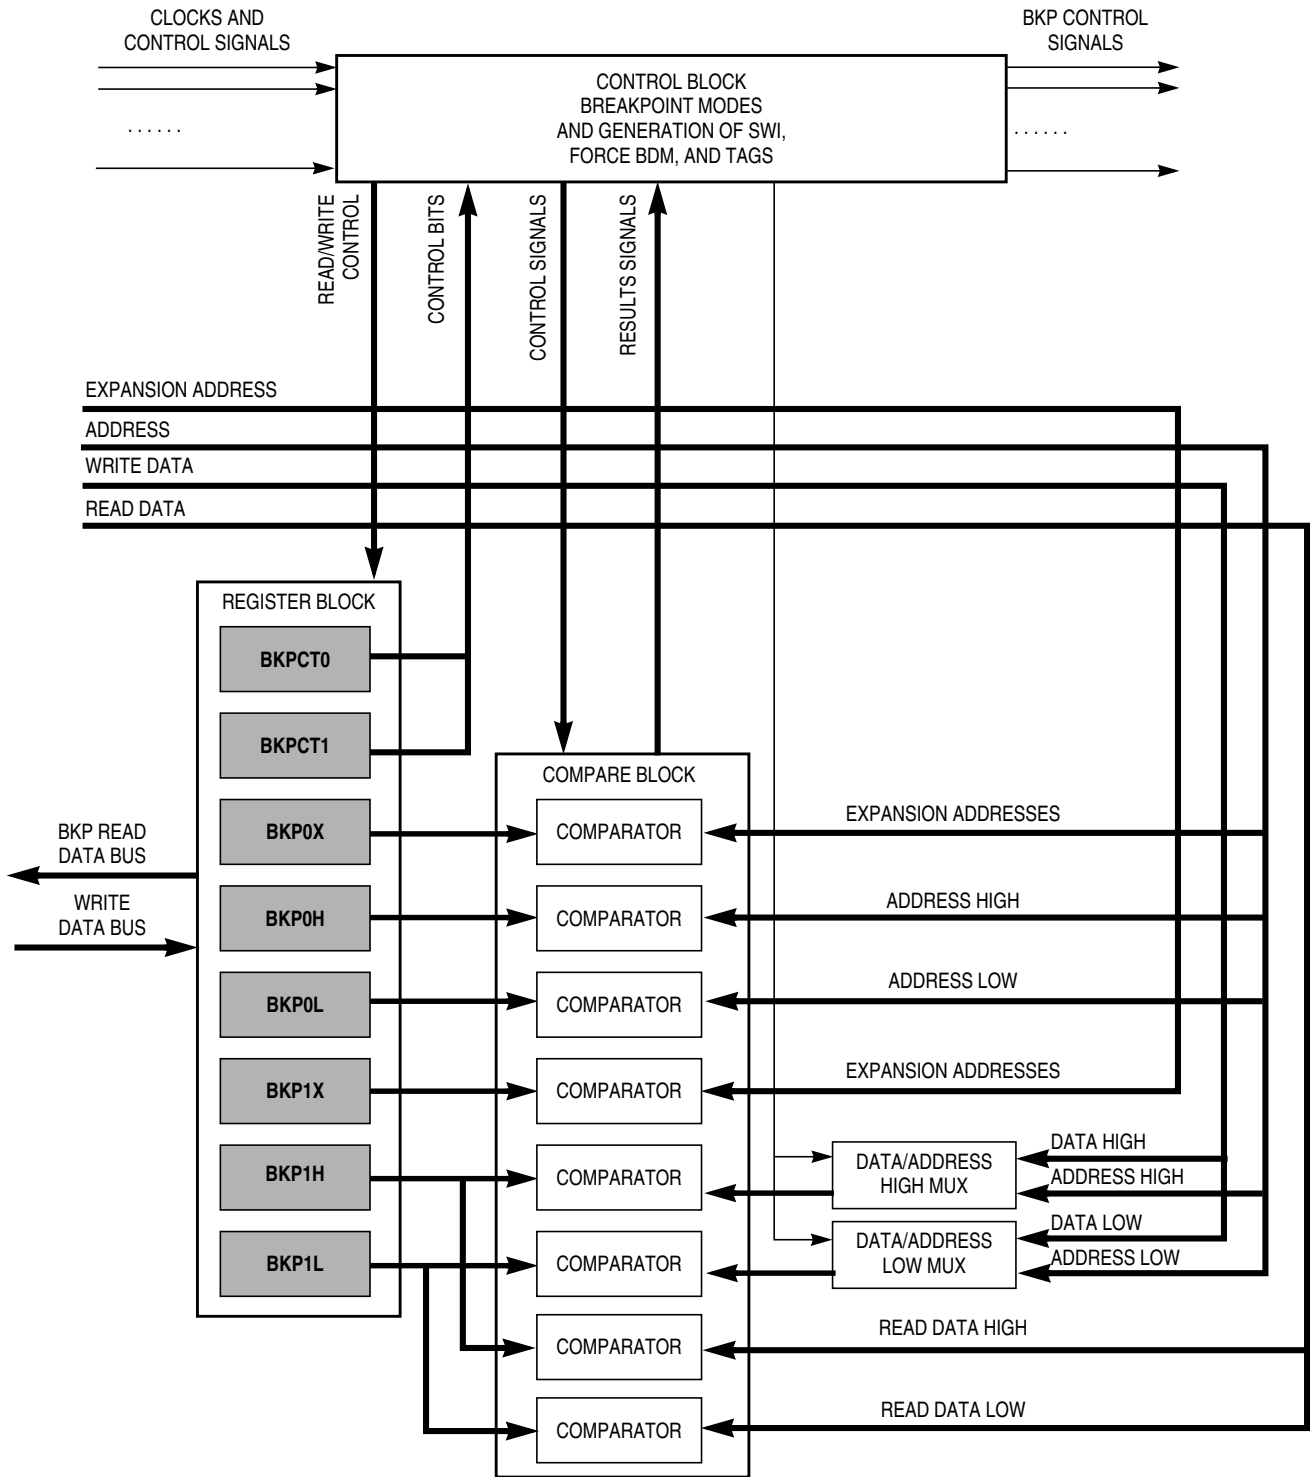 CLOCKS AND
CONTROL SIGNALS
BKP CONTROL
SIGNALS
. . . . . .
CONTROL BLOCK
BREAKPOINT MODES
AND GENERATION OF SWI,
FORCE BDM, AND TAGS
. . . . . .
READ/WRITE
CONTROL
CONTROL BITS
CONTROL SIGNALS
RESULTS SIGNALS
EXPANSION ADDRESS
ADDRESS
WRITE DATA
READ DATA
REGISTER BLOCK
BKPCT0
BKPCT1
COMPARE BLOCK
BKP READ
DATA BUS
BKP0X
COMPARATOR
EXPANSION ADDRESSES
WRITE
DATA BUS
BKP0H
COMPARATOR
ADDRESS HIGH
BKP0L
COMPARATOR
ADDRESS LOW
BKP1X
COMPARATOR
EXPANSION ADDRESSES
BKP1H
COMPARATOR
DATA/ADDRESS
HIGH MUX
DATA HIGH
ADDRESS HIGH
BKP1L
COMPARATOR
DATA/ADDRESS
LOW MUX
DATA LOW
ADDRESS LOW
COMPARATOR
READ DATA HIGH
COMPARATOR
READ DATA LOW